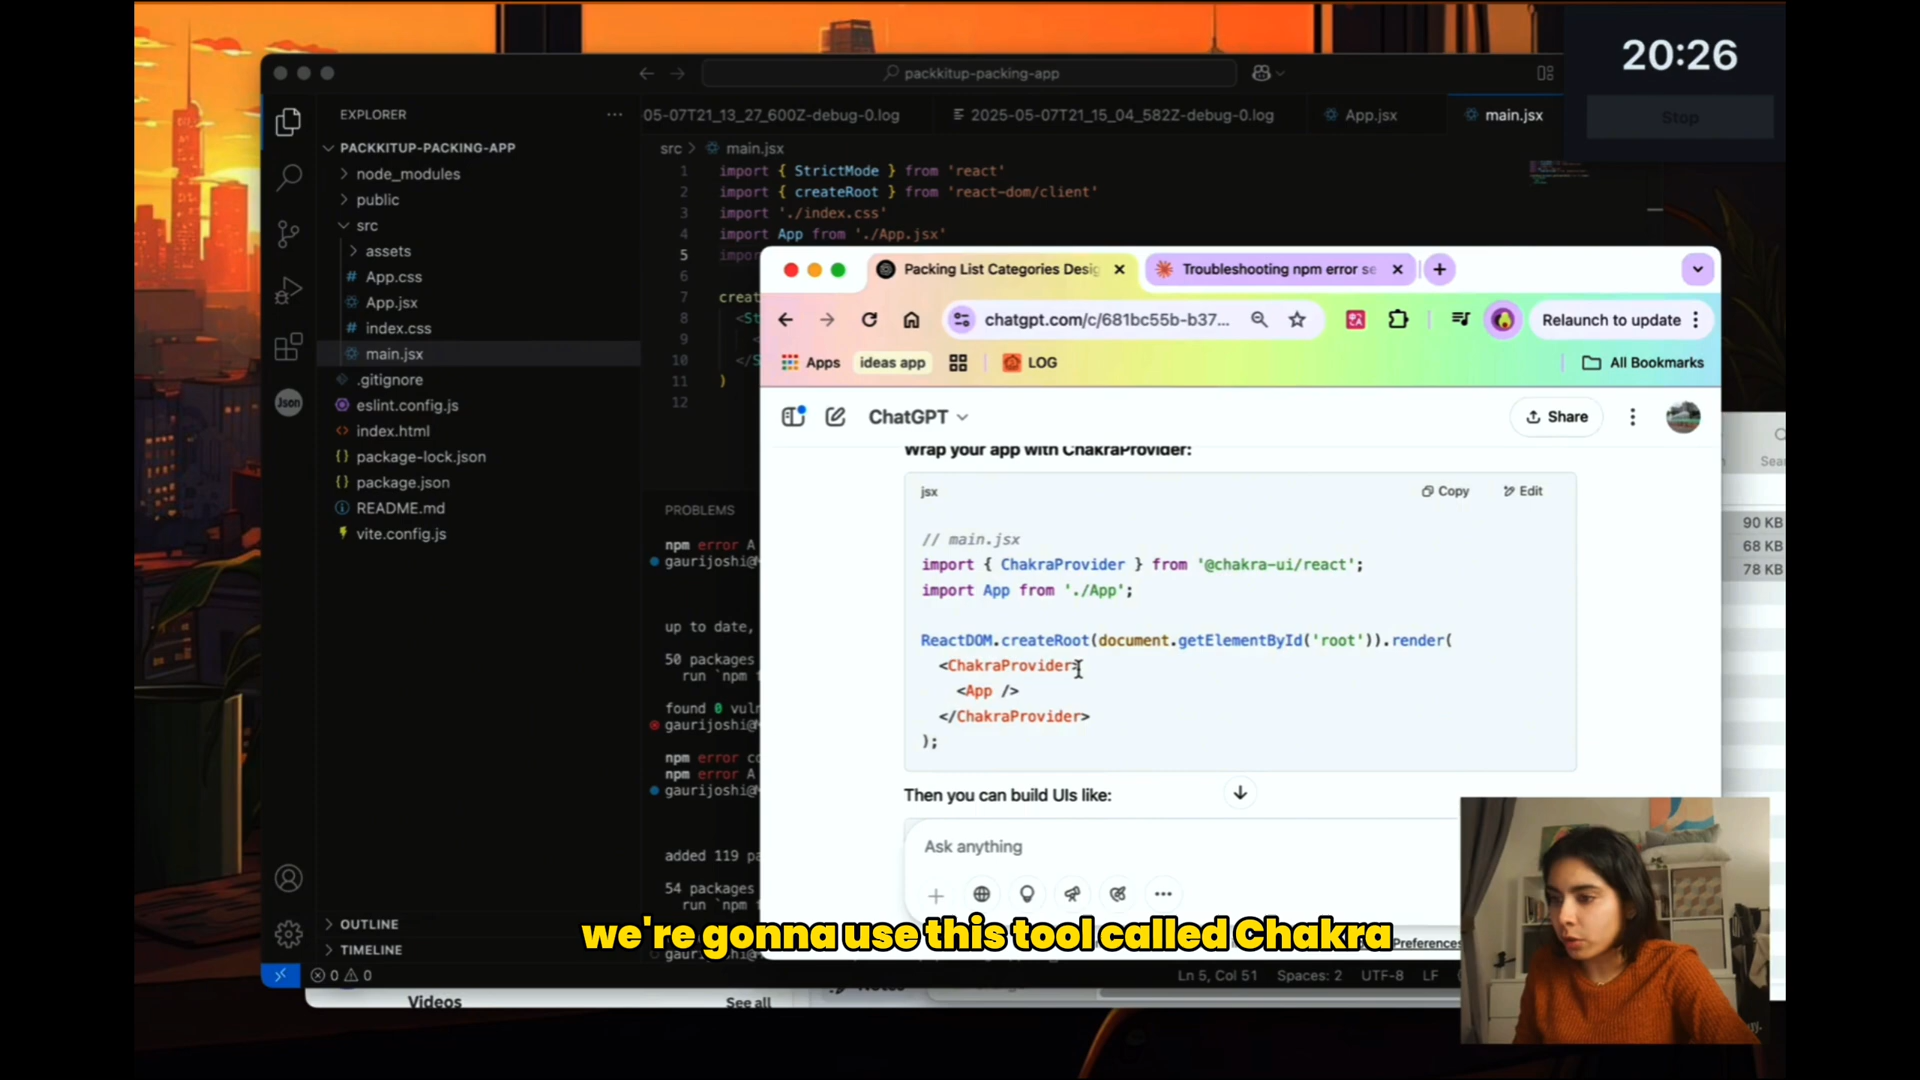 20:26
Stop
packkitup-packing-app
EXPLORER
05-07T21_13_27_600Z-debug-0.log
2025-05-07T21_15_04_582Z-debug-0.log
App.jsx
main.jsx
PACKKITUP-PACKING-APP
node_modules
public
src
assets
App.css
App.jsx
index.css
main.jsx
.gitignore
eslint.config.js
index.html
package-lock.json
package.json
README.md
vite.config.js
OUTLINE
TIMELINE
src > main.jsx
1 import { StrictMode } from 'react'
2 import { createRoot } from 'react-dom/client'
3 import './index.css'
4 import App from './App.jsx'
5 impor
6
7 creat
8 <St
9 <
10 </S
11 )
12
PROBLEMS
npm error A
gaurijoshi@
up to date,
50 packages
run `npm
found 0 vuln
gaurijoshi@
npm error co
npm error A
gaurijoshi@
added 119 pa
54 packages
run `npm
Packing List Categories Desig
Troubleshooting npm error se
chatgpt.com/c/681bc55b-b37...
Relaunch to update
Apps
ideas app
LOG
All Bookmarks
ChatGPT
Share
Wrap your app with ChakraProvider:
jsx
Copy
Edit
// main.jsx
import { ChakraProvider } from '@chakra-ui/react';
import App from './App';
ReactDOM.createRoot(document.getElementById('root')).render(
<ChakraProvider>
<App />
</ChakraProvider>
);
Then you can build UIs like:
Ask anything
we're gonna use this tool called Chakra
Preferences
90 KB
68 KB
78 KB
Json
0 0
Ln 5, Col 51
Spaces: 2
UTF-8
LF
Videos
See all